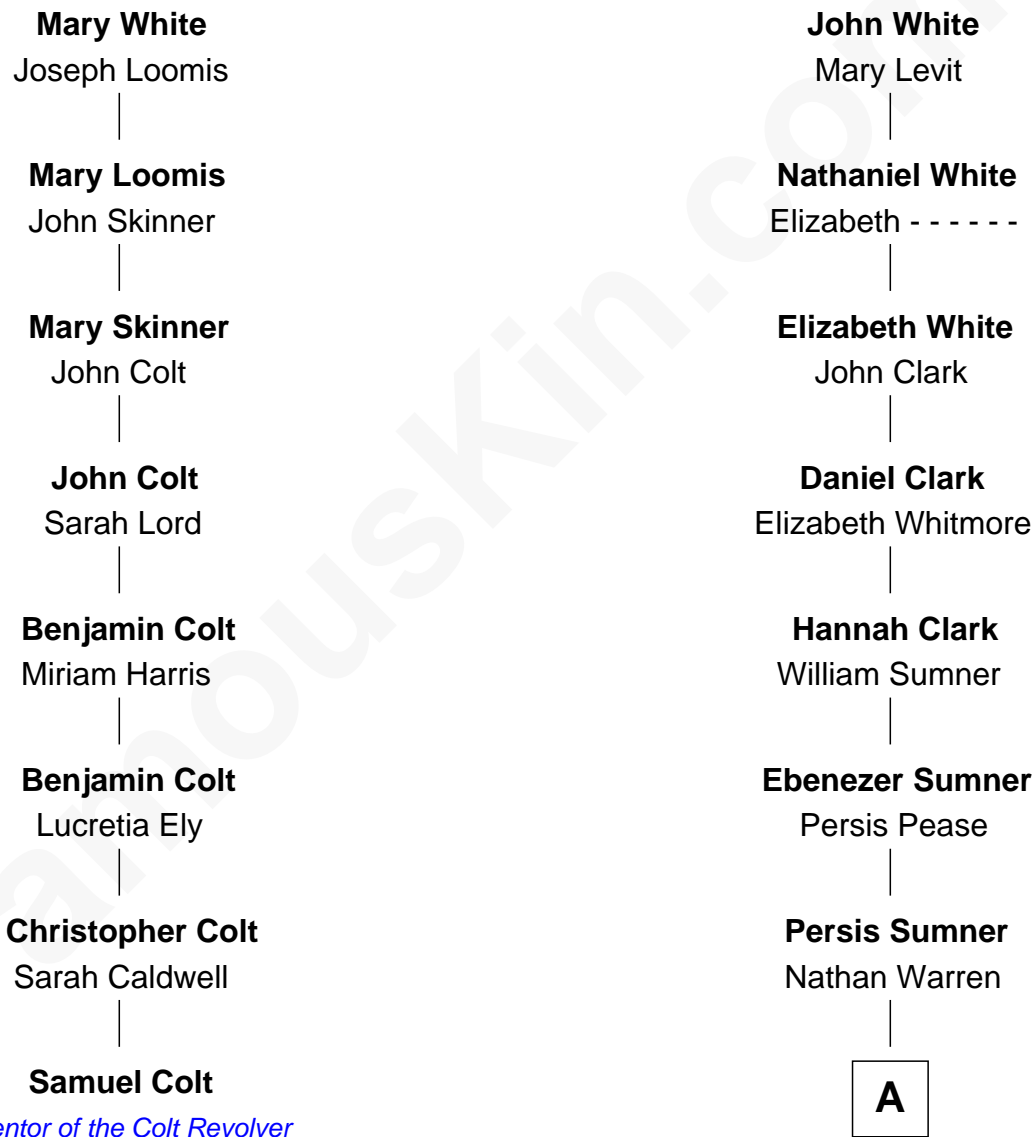 Mary White
Joseph Loomis
Mary Loomis
John Skinner
Mary Skinner
John Colt
John Colt
Sarah Lord
Benjamin Colt
Miriam Harris
Benjamin Colt
Lucretia Ely
Christopher Colt
Sarah Caldwell
Samuel Colt
entor of the Colt Revolver
John White
Mary Levit
Nathaniel White
Elizabeth - - - - - -
Elizabeth White
John Clark
Daniel Clark
Elizabeth Whitmore
Hannah Clark
William Sumner
Ebenezer Sumner
Persis Pease
Persis Sumner
Nathan Warren
A
amouskin.com